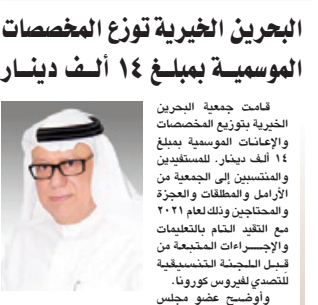 البحرين الخيرية توزع المخصصات
الموسمية بمبلغ ١٤ ألف دينار
قامت جمعية البحرين
الخيرية بتوزيع المخصصات
والإعانات الموسمية بمبلغ
١٤ ألف دينار. للمستفيدين
والمنتسبين إلى الجمعية من
الأرامل والمطلقات والعجزة
والمحتاجين وذلك لعام ٢٠٢١
مع التقيد التام بالتعليمات
والإجراءات المتبعة من
قبل اللجنة التنسيقية
للتصدي لفيروس كورونا.
وأوضح عضو مجلس